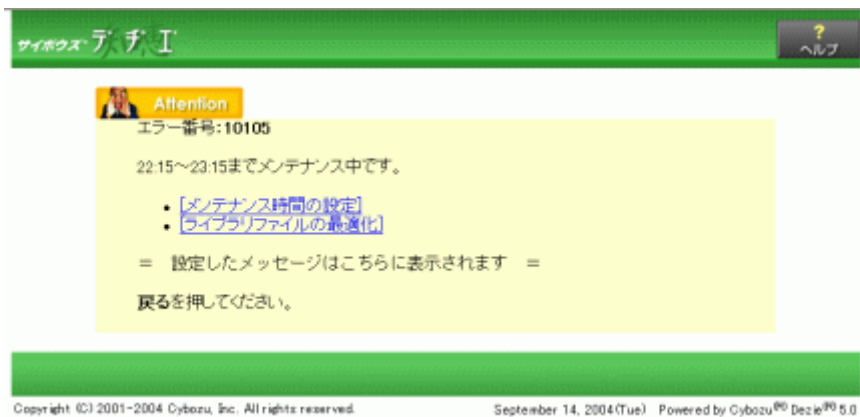 サイボウズ デヂエ
?
ヘルプ
Attention
エラー番号:10105
22:15～23:15までメンテナンス中です。
• [メンテナンス時間の設定]
• [ライブラリファイルの最適化]
＝ 設定したメッセージはこちらに表示されます ＝
戻るを押してください。
Copyright (C) 2001-2004 Cybozu, Inc. All rights reserved.
September 14, 2004(Tue) Powered by Cybozu(R) Dezie(R) 5.0